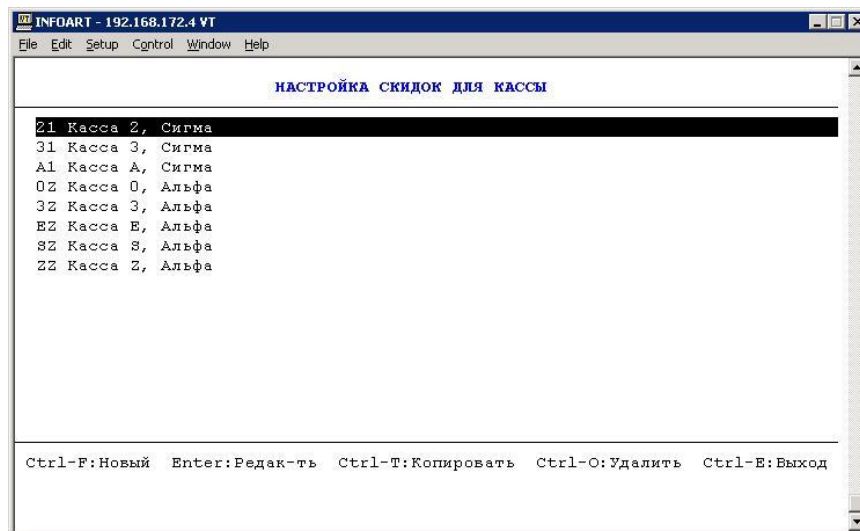 INFOART - 192.168.172.4 VT
File Edit Setup Control Window Help
НАСТРОЙКА СКИДОК ДЛЯ КАССЫ
21 Касса 2, Сигма
31 Касса 3, Сигма
A1 Касса A, Сигма
0Z Касса 0, Альфа
3Z Касса 3, Альфа
EZ Касса E, Альфа
SZ Касса S, Альфа
ZZ Касса Z, Альфа
Ctrl-F:Новый Enter:Редак-ть Ctrl-T:Копировать Ctrl-O:Удалить Ctrl-E:Выход